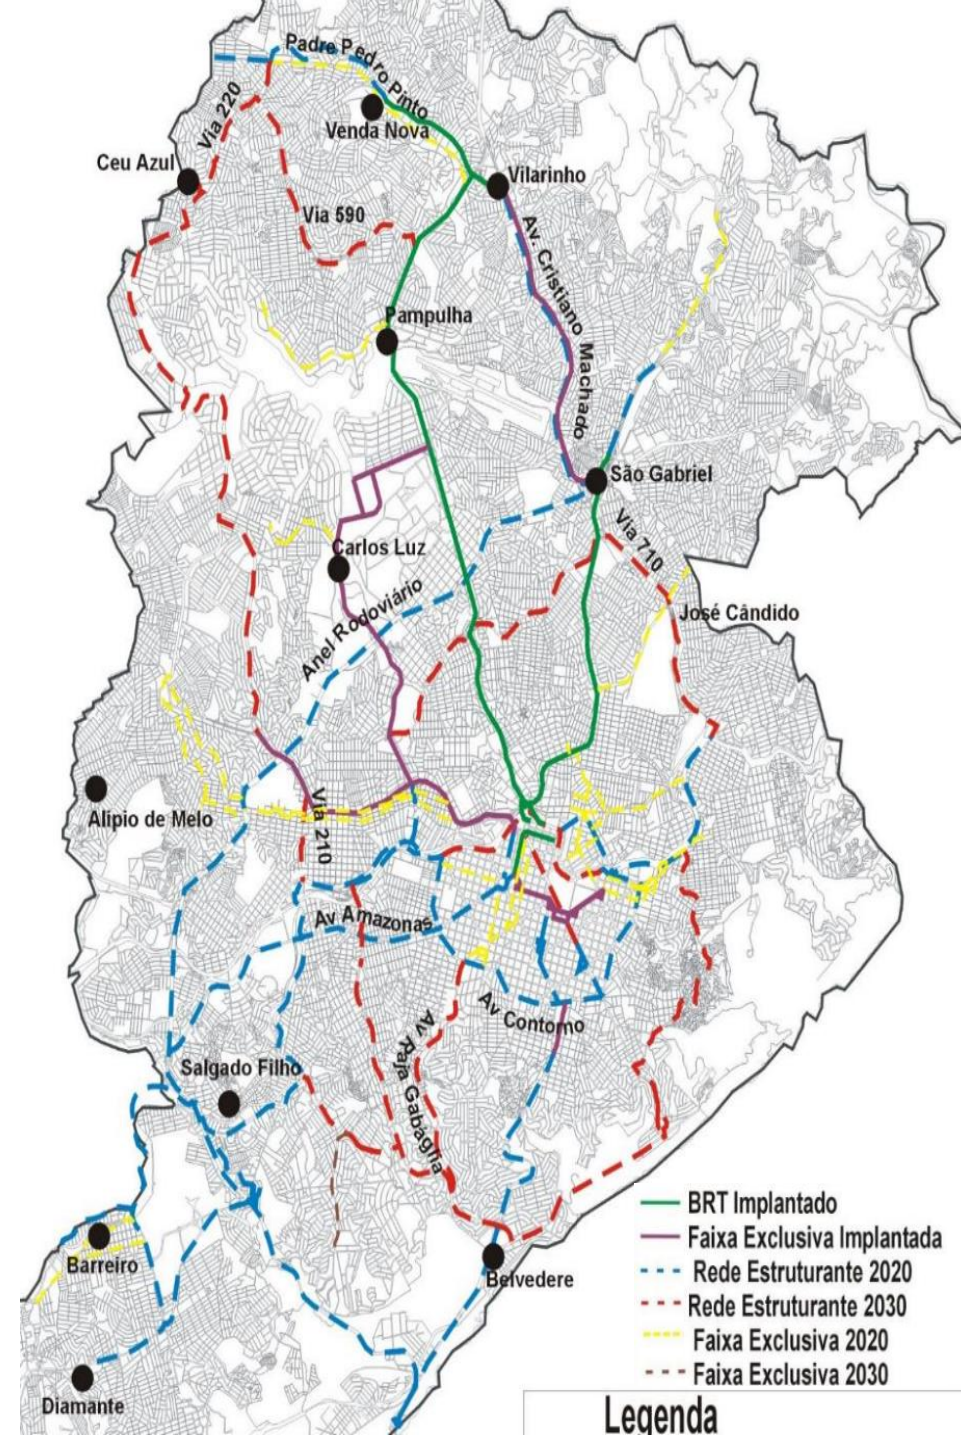 Padre Pedro Pinto
Via 220
Venda Nova
Ceu Azul
Vilarinho
Via 590
Av. Cristiano Machado
Pampulha
São Gabriel
Via 710
Carlos Luz
Anel Rodoviário
José Cândido
Alipio de Melo
Via 210
Av Amazonas
Av Contorno
Av Raja Gabaglia
Salgado Filho
Barreiro
Belvedere
Diamante
BRT Implantado
Faixa Exclusiva Implantada
Rede Estruturante 2020
Rede Estruturante 2030
Faixa Exclusiva 2020
Faixa Exclusiva 2030
Legenda